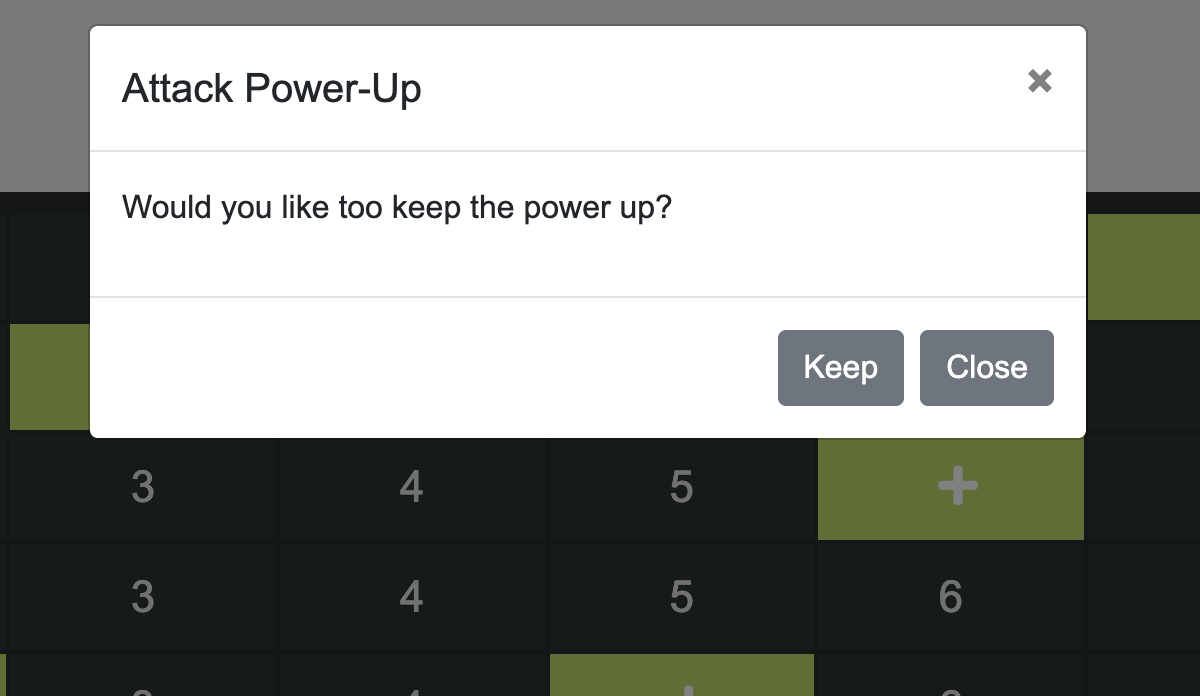 Attack Power-Up ×
Would you like too keep the power up?
Keep Close
3 4 5 +
3 4 5 6